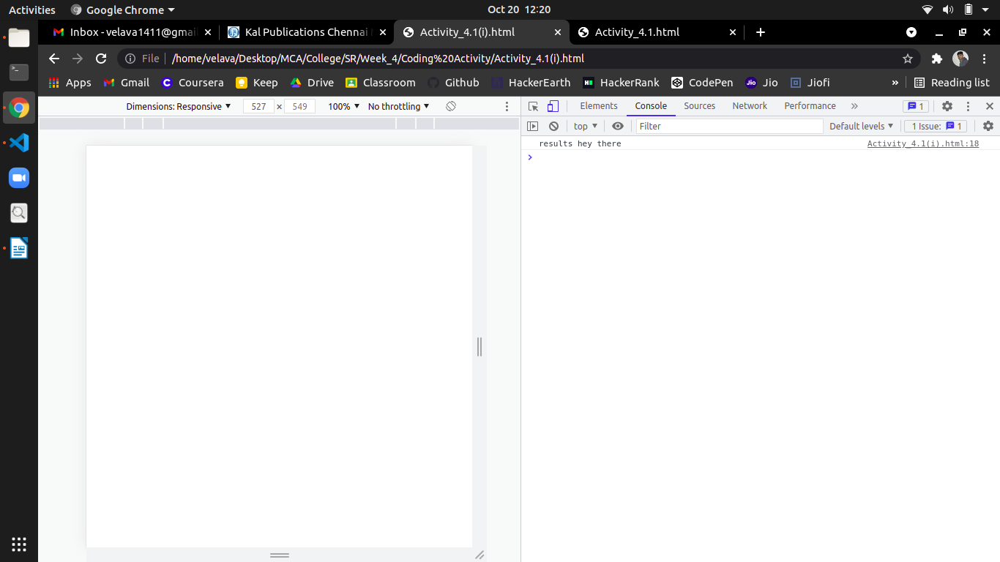 Activities Google Chrome Oct 20 12:20
Inbox - velava1411@gmai Kal Publications Chennai Activity_4.1(i).html Activity_4.1.html
File /home/velava/Desktop/MCA/College/SR/Week_4/Coding%20Activity/Activity_4.1(i).html
Apps Gmail Coursera Keep Drive Classroom Github HackerEarth HackerRank CodePen Jio Jiofi » Reading list
Dimensions: Responsive 527 × 549 100% No throttling Elements Console Sources Network Performance » 1
top Filter Default levels 1 Issue: 1
results hey there Activity_4.1(i).html:18